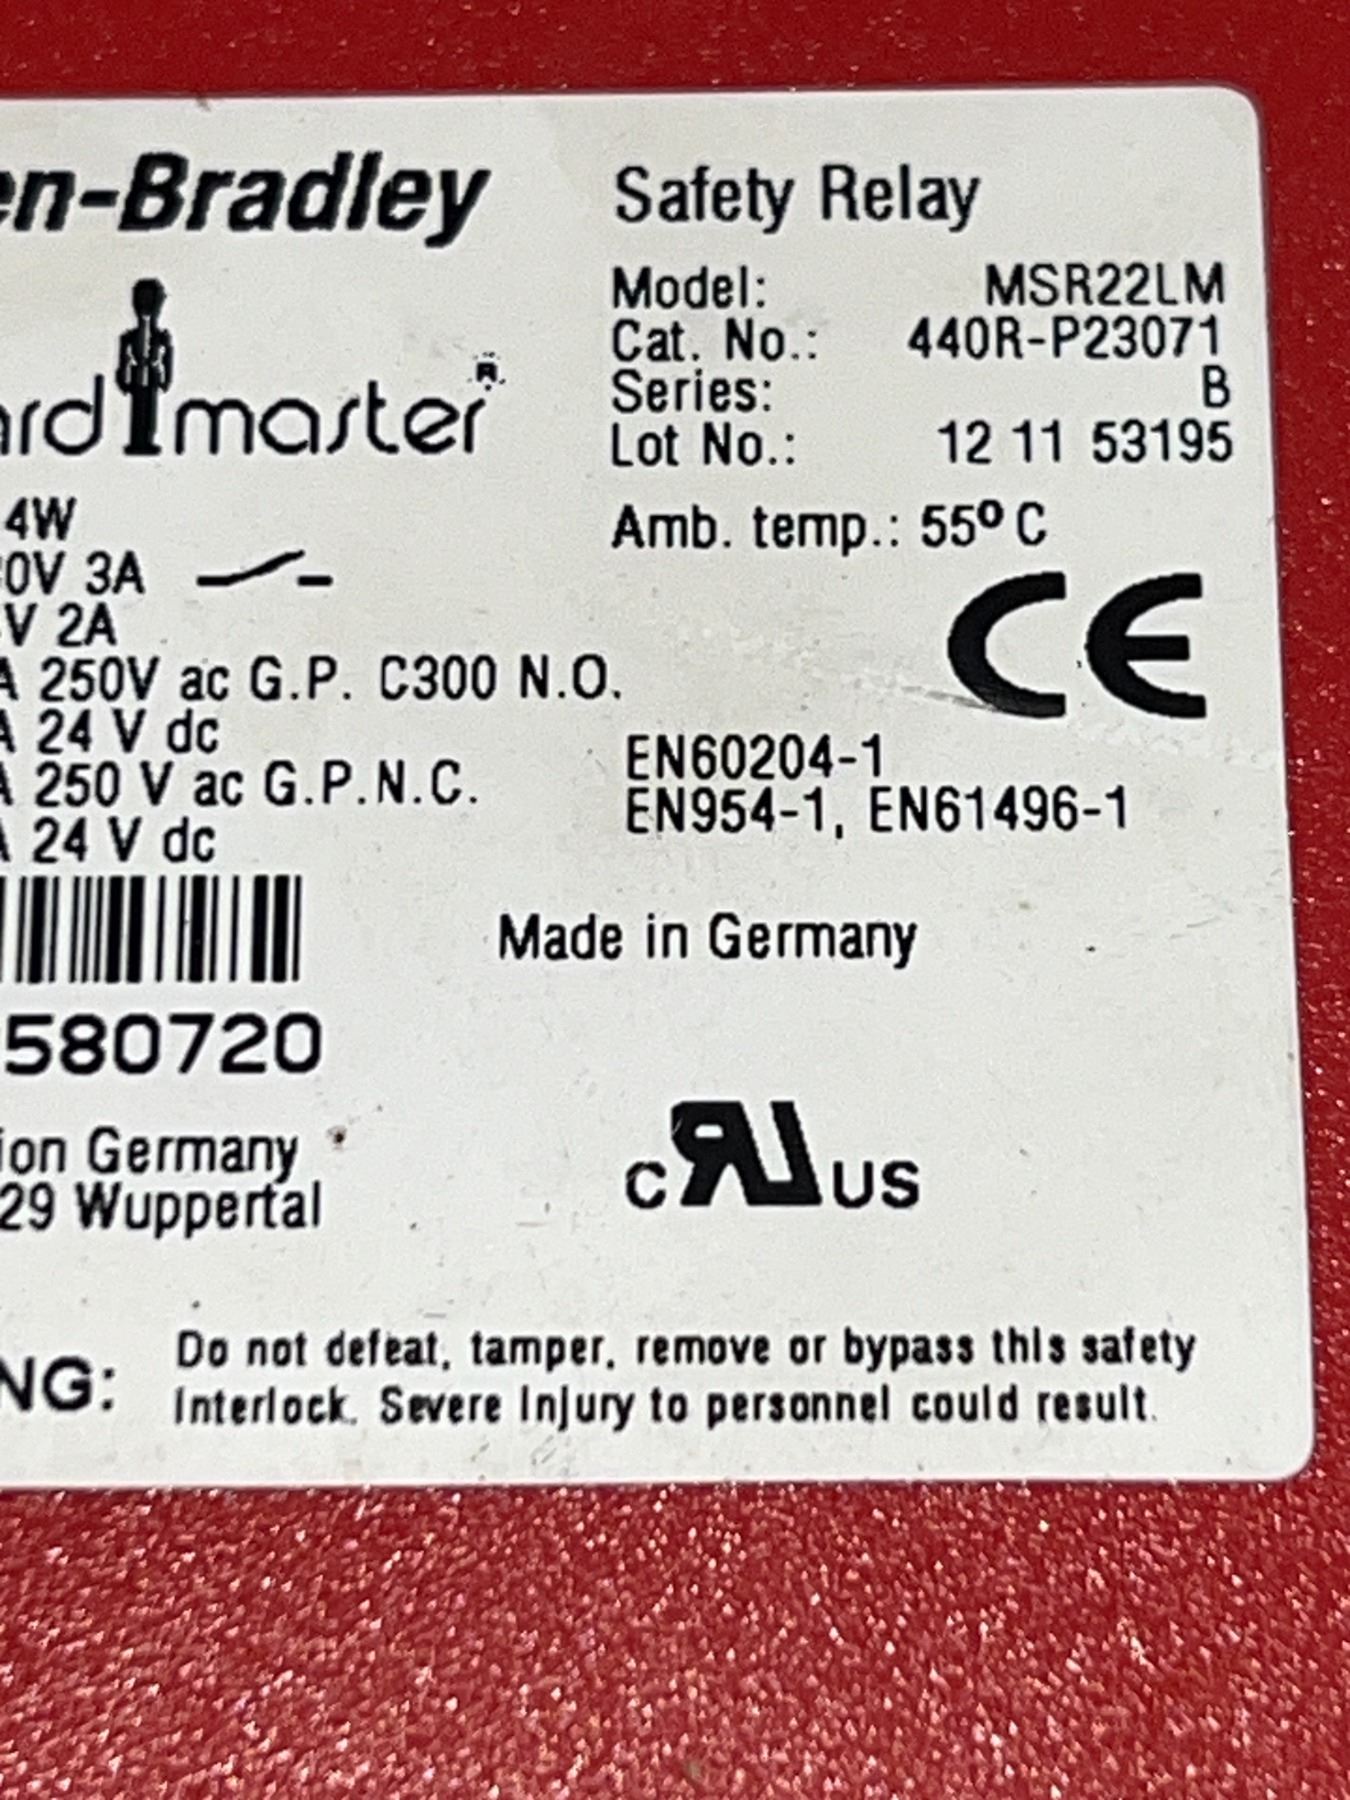 en-Bradley
Safety Relay
Model: MSR22LM
Cat. No.: 440R-P23071
Series: B
Lot No.: 12 11 53195
ard master R
4W
0V 3A
V 2A
A 250V ac G.P. C300 N.O.
A 24 V dc
A 250 V ac G.P.N.C.
A 24 V dc
Amb. temp.: 55º C
CE
EN60204-1
EN954-1, EN61496-1
Made in Germany
580720
ion Germany
29 Wuppertal
c RU US
NG: Do not defeat, tamper, remove or bypass this safety
Interlock. Severe Injury to personnel could result.